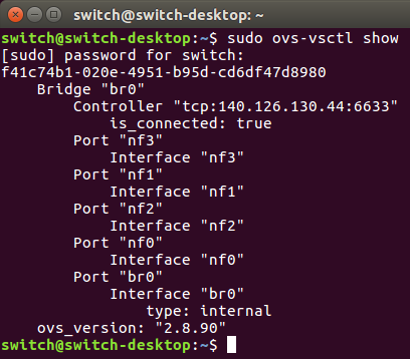 switch@switch-desktop: ~
switch@switch-desktop:~$ sudo ovs-vsctl show
[sudo] password for switch:
f41c74b1-020e-4951-b95d-cd6df47d8980
    Bridge "br0"
        Controller "tcp:140.126.130.44:6633"
            is_connected: true
        Port "nf3"
            Interface "nf3"
        Port "nf1"
            Interface "nf1"
        Port "nf2"
            Interface "nf2"
        Port "nf0"
            Interface "nf0"
        Port "br0"
            Interface "br0"
                type: internal
    ovs_version: "2.8.90"
switch@switch-desktop:~$